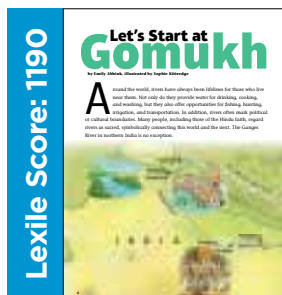 Lexile Score: 1190
Let's Start at
Gomukh
by Emily Abbink, illustrated by Sophie Kittredge
Around the world, rivers have always been lifelines for those who live
near them. Not only do they provide water for drinking, cooking,
and washing, but they also offer opportunities for fishing, hunting,
irrigation, and transportation. In addition, rivers often mark political
or cultural boundaries. Many people, including those of the Hindu faith, regard
rivers as sacred, symbolically connecting this world and the next. The Ganges
River in northern India is no exception.
INDIA